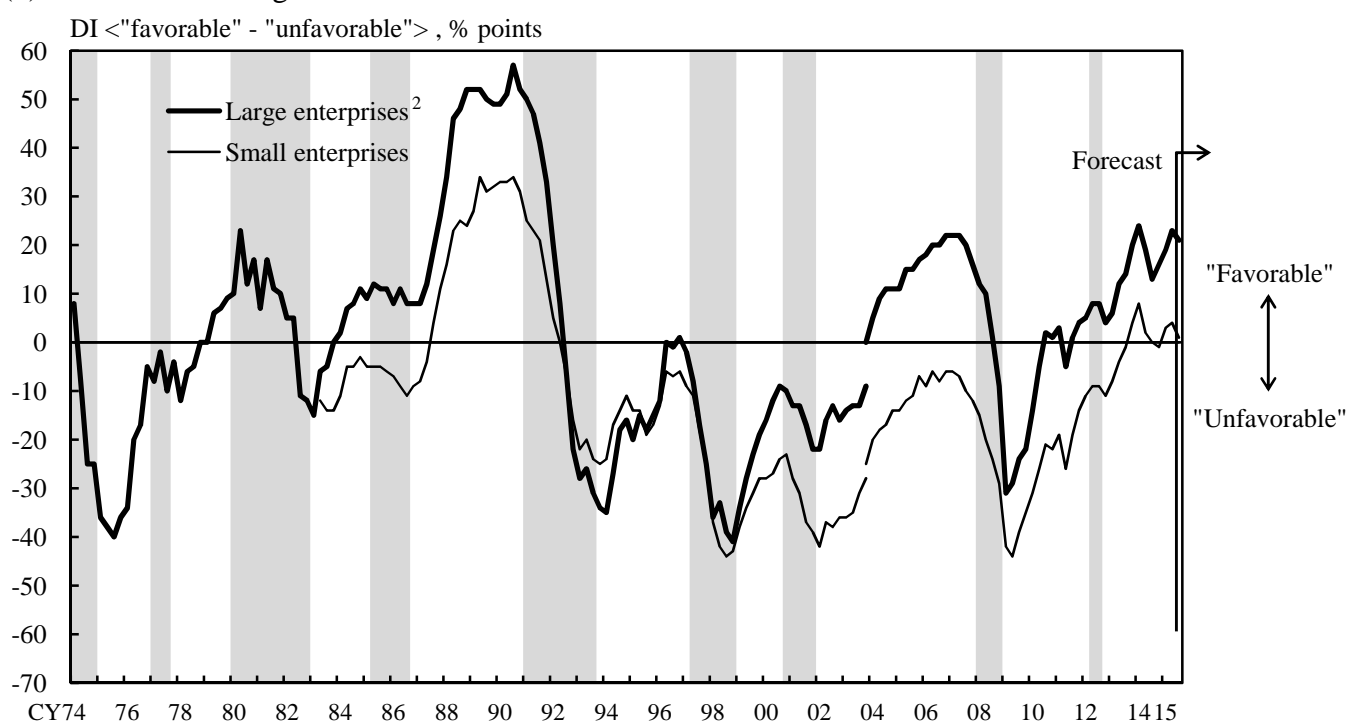 DI <"favorable" - "unfavorable"> , % points
60
50
40
30
20
10
0
-10
-20
-30
-40
-50
-60
-70
Large enterprises2
Small enterprises
Forecast
"Favorable"
"Unfavorable"
CY74 76 78 80 82 84 86 88 90 92 94 96 98 00 02 04 06 08 10 12 14 15